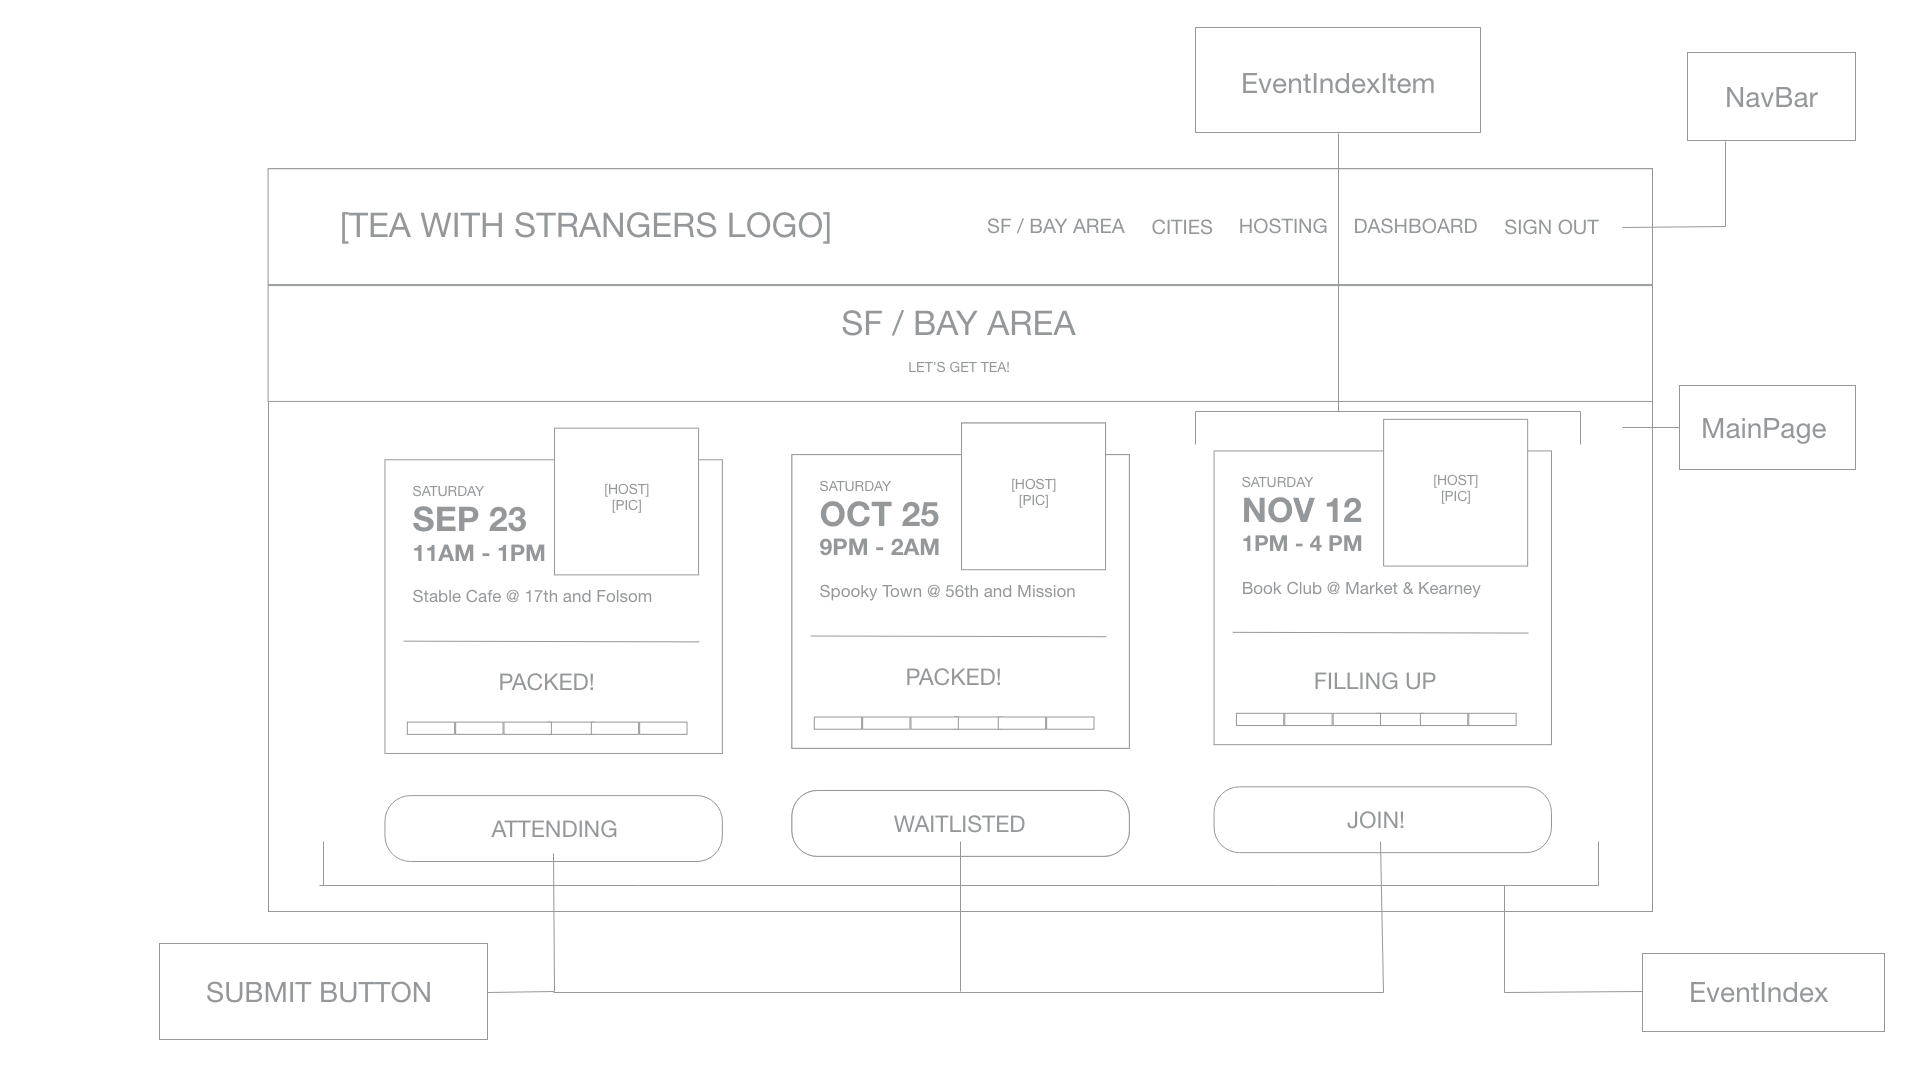 EventIndexItem
NavBar
[TEA WITH STRANGERS LOGO]
SF / BAY AREA CITIES HOSTING DASHBOARD SIGN OUT
SF / BAY AREA
LET'S GET TEA!
MainPage
SATURDAY
SEP 23
11AM - 1PM
[HOST]
[PIC]
Stable Cafe @ 17th and Folsom
PACKED!
ATTENDING
SATURDAY
OCT 25
9PM - 2AM
[HOST]
[PIC]
Spooky Town @ 56th and Mission
PACKED!
WAITLISTED
SATURDAY
NOV 12
1PM - 4 PM
[HOST]
[PIC]
Book Club @ Market & Kearney
FILLING UP
JOIN!
SUBMIT BUTTON
EventIndex